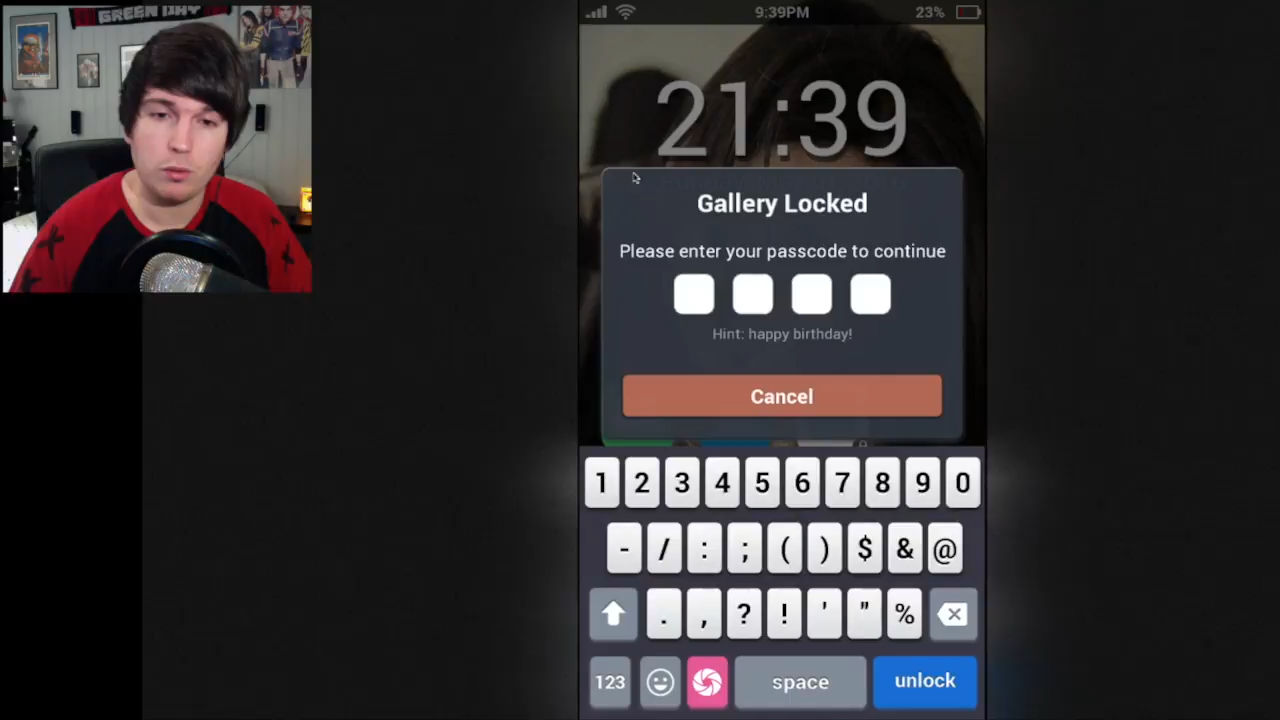 GREEN DAY
9:39PM
23%
21:39
Gallery Locked
Please enter your passcode to continue
Hint: happy birthday!
Cancel
1 2 3 4 5 6 7 8 9 0
- / : ; ( ) $ & @
. , ? ! ' " %
123 space unlock